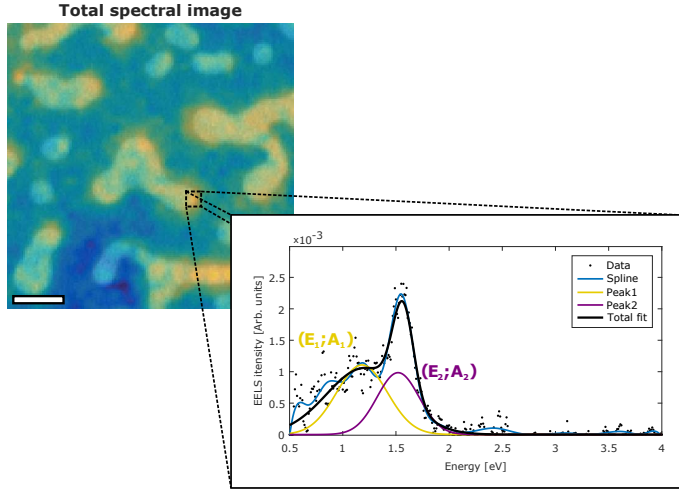 Total spectral image
×10⁻³
2.5
2
1.5
1
0.5
0
EELS Itensity [Arb. units]
Data
Spline
Peak1
Peak2
Total fit
(E₁;A₁)
(E₂;A₂)
0.5 1 1.5 2 2.5 3 3.5 4
Energy [eV]